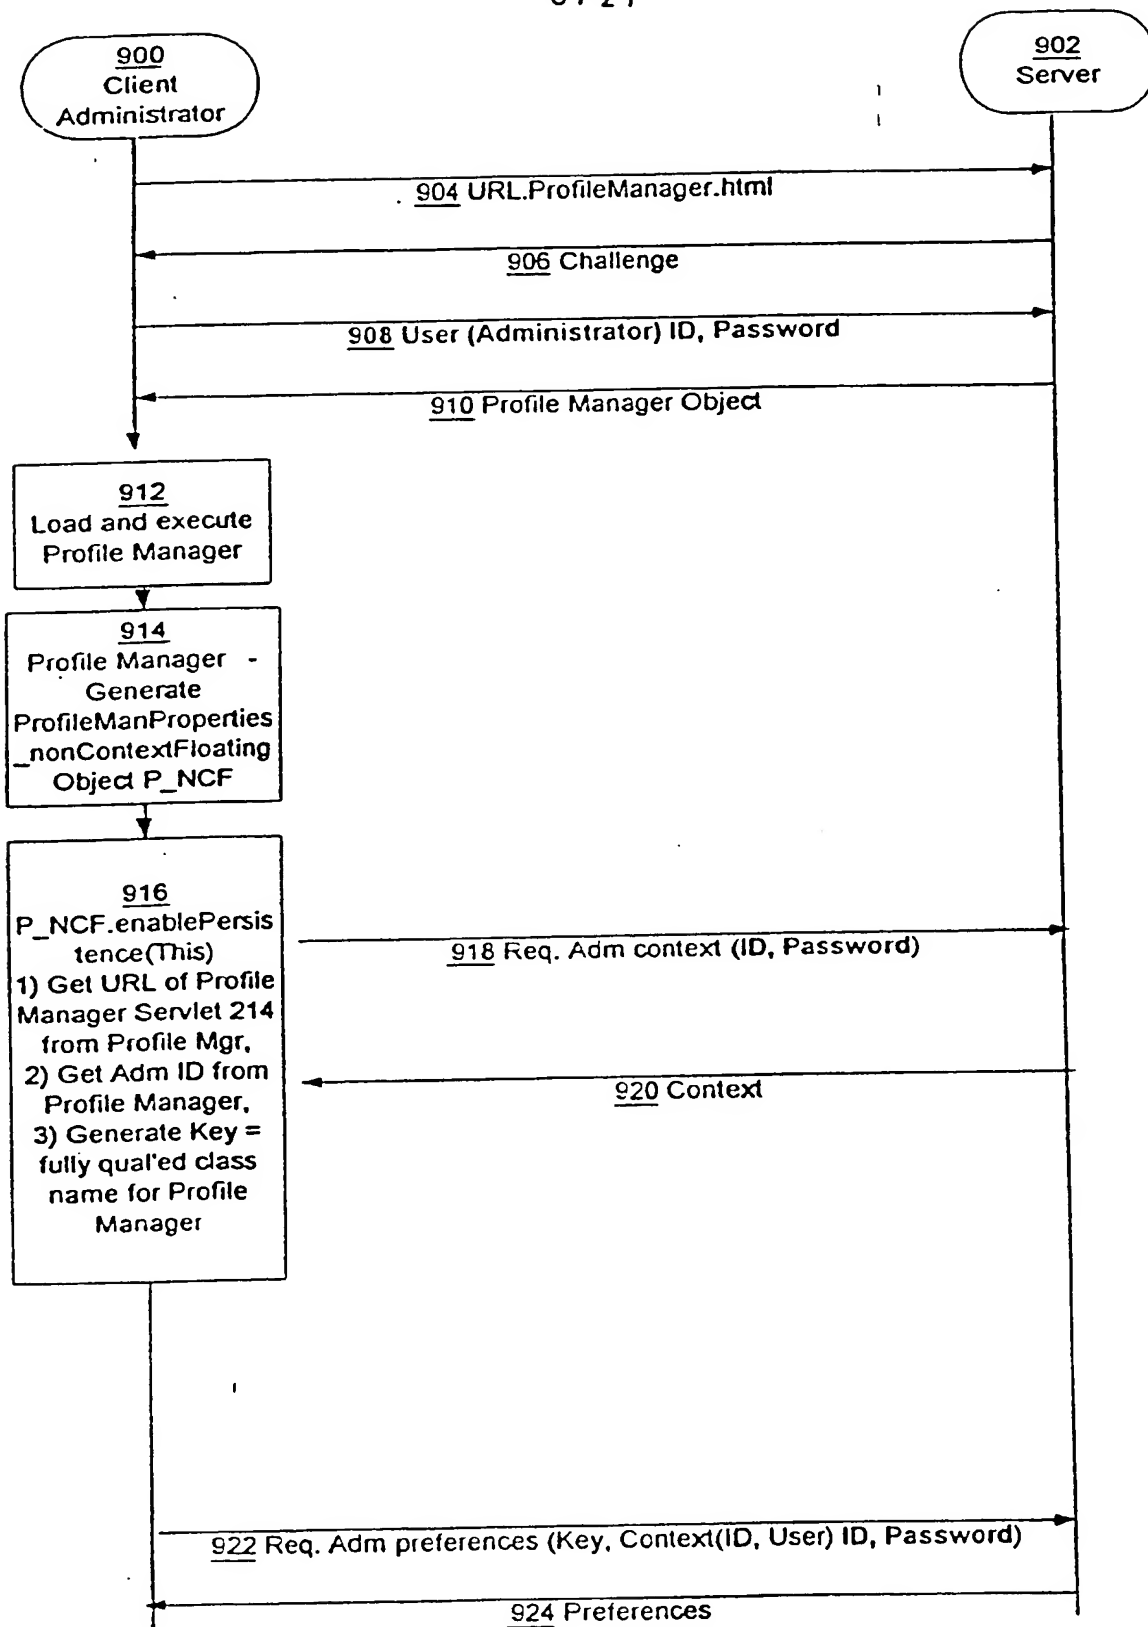 900
Client
Administrator
902
Server
904 URL.ProfileManager.html
906 Challenge
908 User (Administrator) ID, Password
910 Profile Manager Object
912
Load and execute
Profile Manager
914
Profile Manager -
Generate
ProfileManProperties
_nonContextFloating
Object P_NCF
916
P_NCF.enablePersis
tence(This)
1) Get URL of Profile
Manager Servlet 214
from Profile Mgr,
2) Get Adm ID from
Profile Manager,
3) Generate Key =
fully qual'ed class
name for Profile
Manager
918 Req. Adm context (ID, Password)
920 Context
922 Req. Adm preferences (Key, Context(ID, User) ID, Password)
924 Preferences